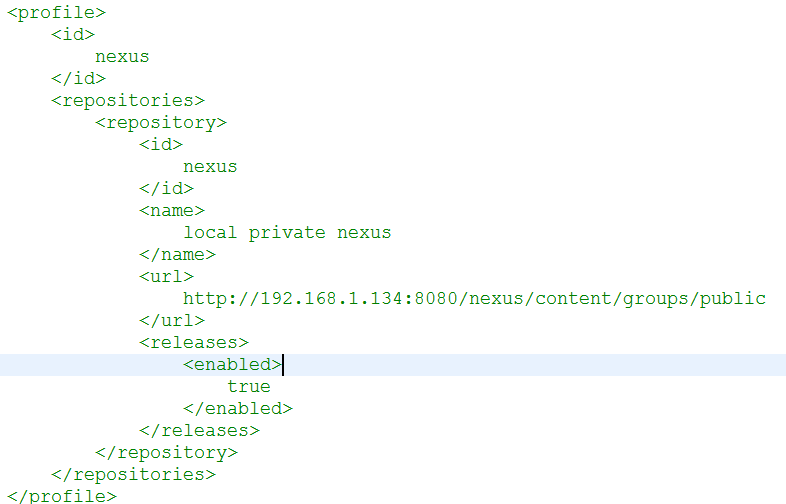 <profile>
    <id>
        nexus
    </id>
    <repositories>
        <repository>
            <id>
                nexus
            </id>
            <name>
                local private nexus
            </name>
            <url>
                http://192.168.1.134:8080/nexus/content/groups/public
            </url>
            <releases>
                <enabled>
                    true
                </enabled>
            </releases>
        </repository>
    </repositories>
</profile>